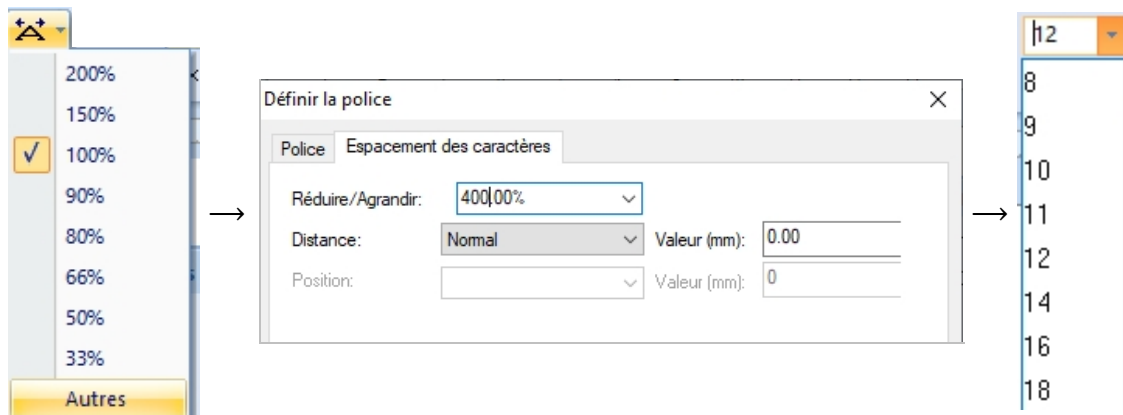 200%
150%
100%
90%
80%
66%
50%
33%
Autres
Définir la police
Police
Espacement des caractères
Réduire/Agrandir: 400,00%
Distance: Normal Valeur (mm): 0.00
Position: Valeur (mm): 0
12
8
9
10
11
12
14
16
18